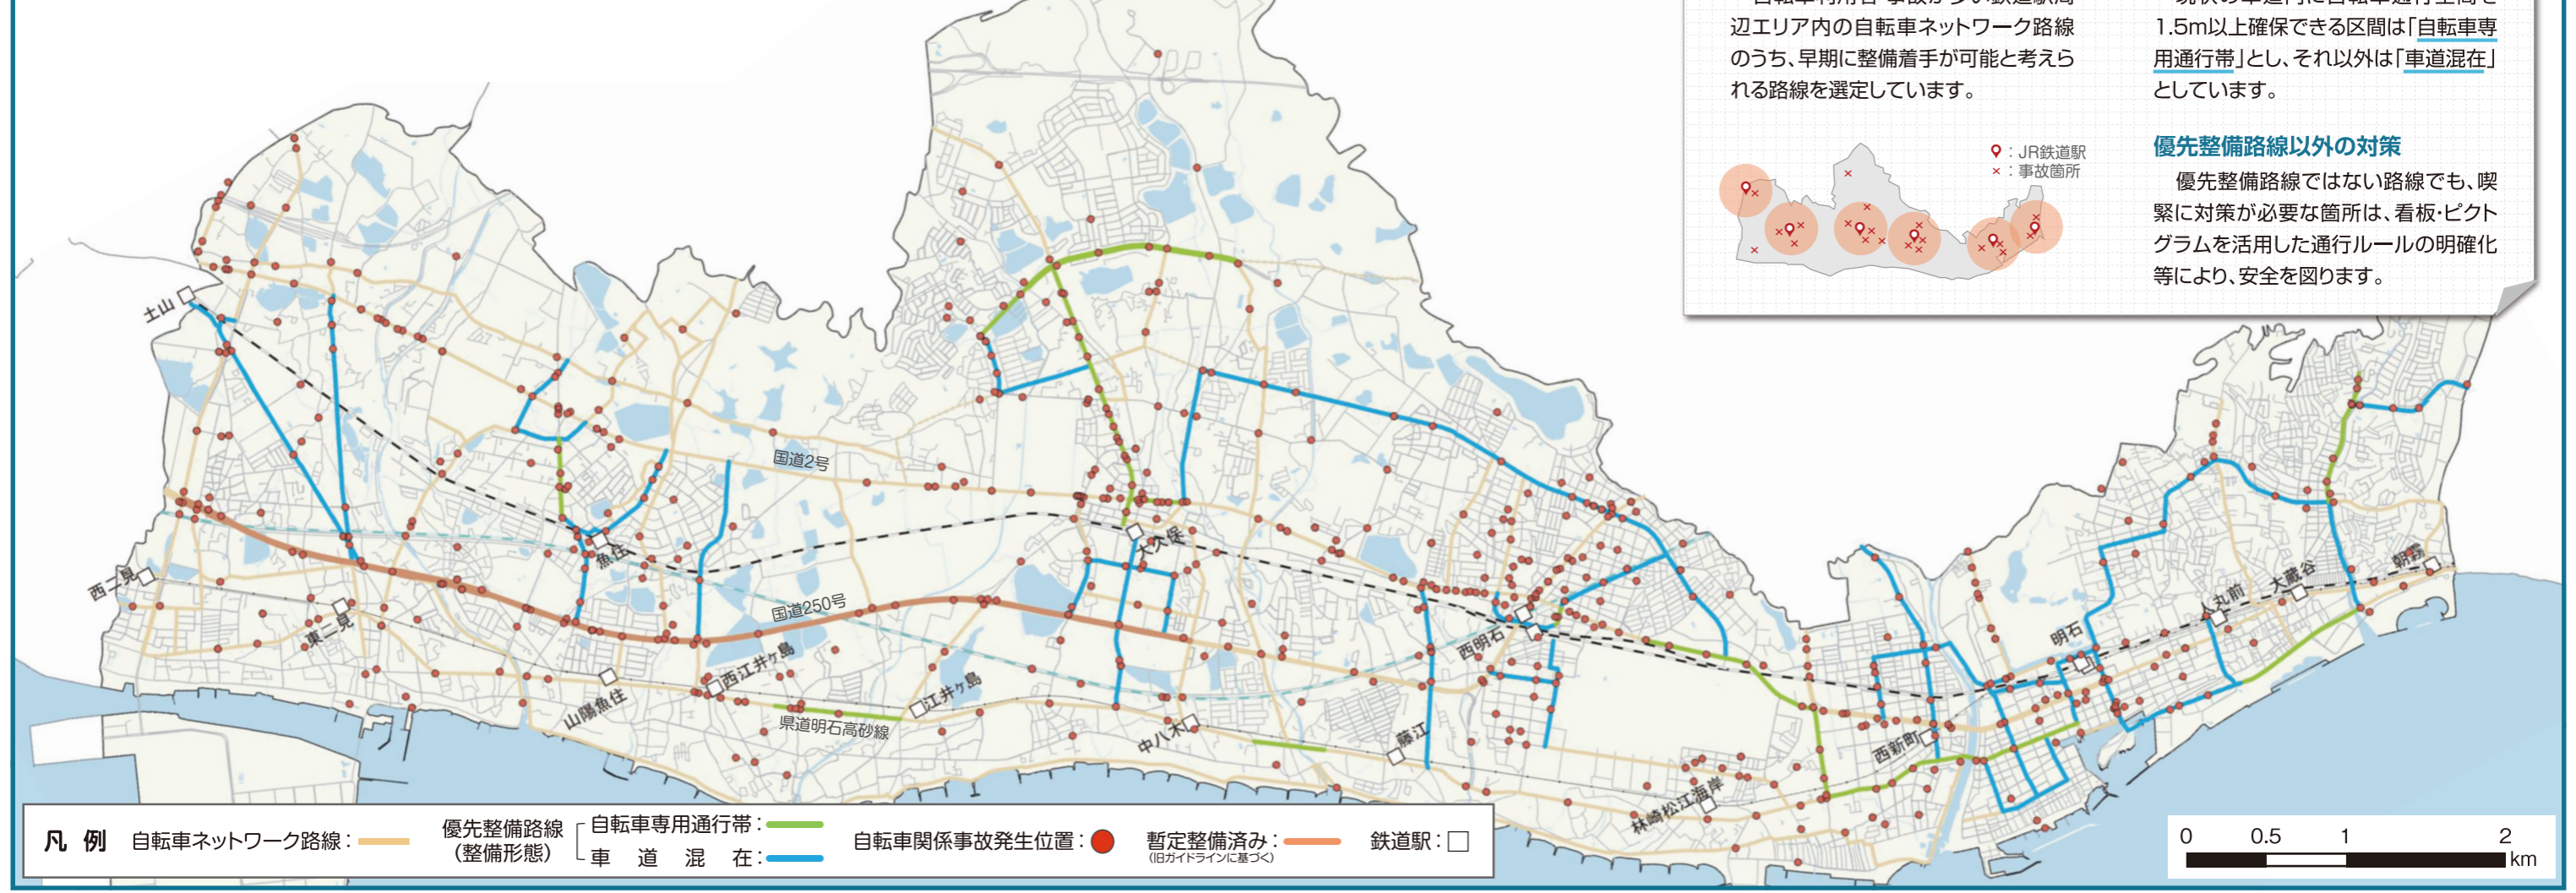 辺エリア内の自転車ネットワーク路線
のうち、早期に整備着手が可能と考えら
れる路線を選定しています。
1.5m以上確保できる区間は「自転車専
用通行帯」とし、それ以外は「車道混在」
としています。
：JR鉄道駅
×：事故箇所
優先整備路線以外の対策
優先整備路線ではない路線でも、喫
緊に対策が必要な箇所は、看板・ピクト
グラムを活用した通行ルールの明確化
等により、安全を図ります。
土山
国道2号
魚住
大久保
西二見
東二見
国道250号
山陽魚住
西江井ヶ島
江井ヶ島
県道明石高砂線
中八木
藤江
西明石
林崎松江海岸
西新町
明石
人丸前
大蔵谷
朝霧
凡 例
自転車ネットワーク路線：
優先整備路線
（整備形態）
自転車専用通行帯：
車 道 混 在：
自転車関係事故発生位置：
暫定整備済み：
（旧ガイドラインに基づく）
鉄道駅：
0 0.5 1 2
km